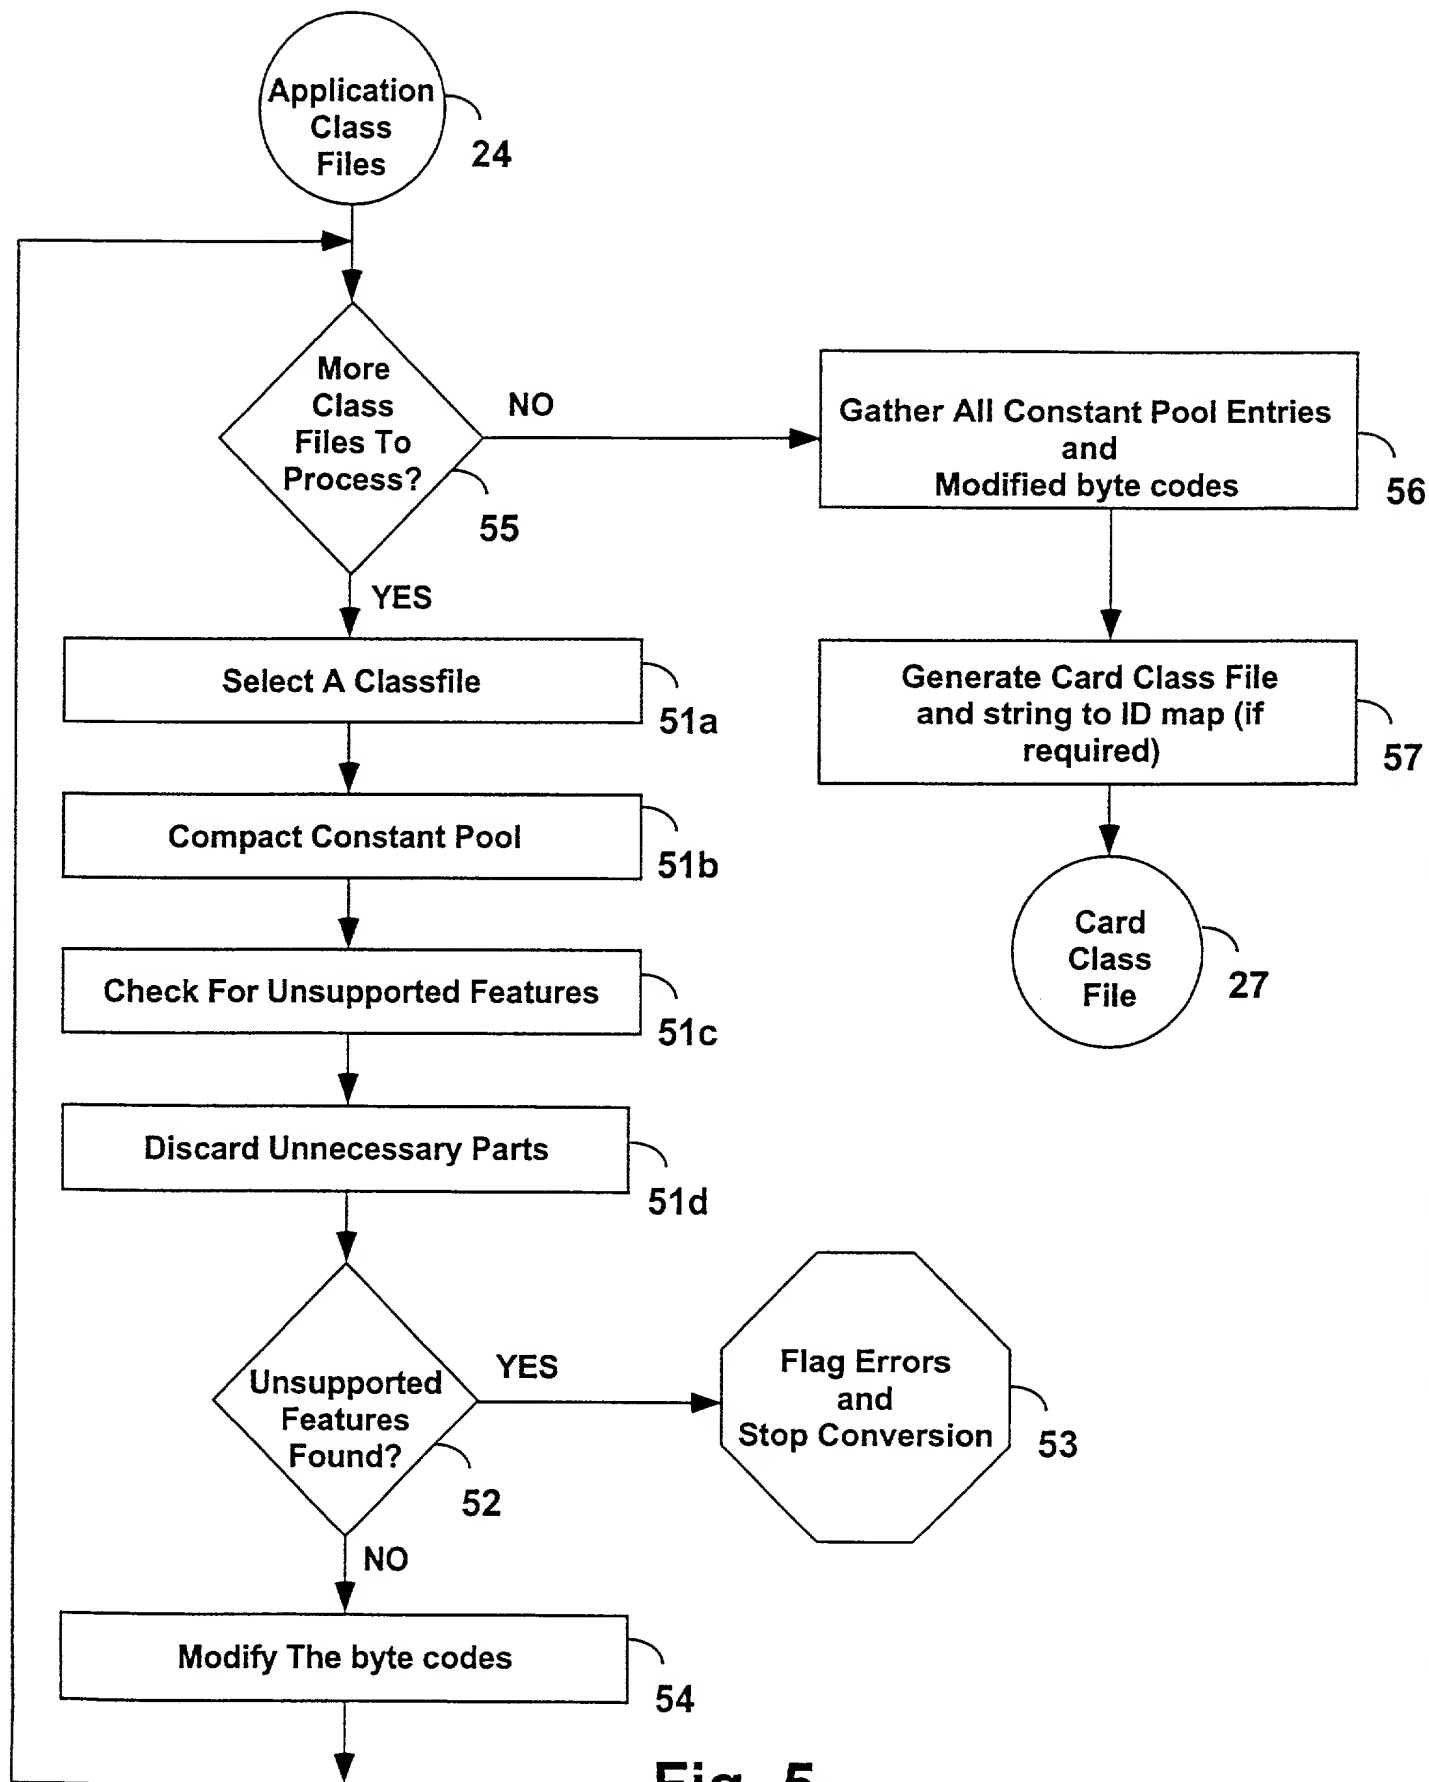 Application
Class
Files
24
More
Class
Files To
Process?
55
NO
Gather All Constant Pool Entries
and
Modified byte codes
56
YES
Select A Classfile
51a
Generate Card Class File
and string to ID map (if
required)
57
Compact Constant Pool
51b
Card
Class
File
27
Check For Unsupported Features
51c
Discard Unnecessary Parts
51d
Unsupported
Features
Found?
52
YES
Flag Errors
and
Stop Conversion
53
NO
Modify The byte codes
54
Fig. 5